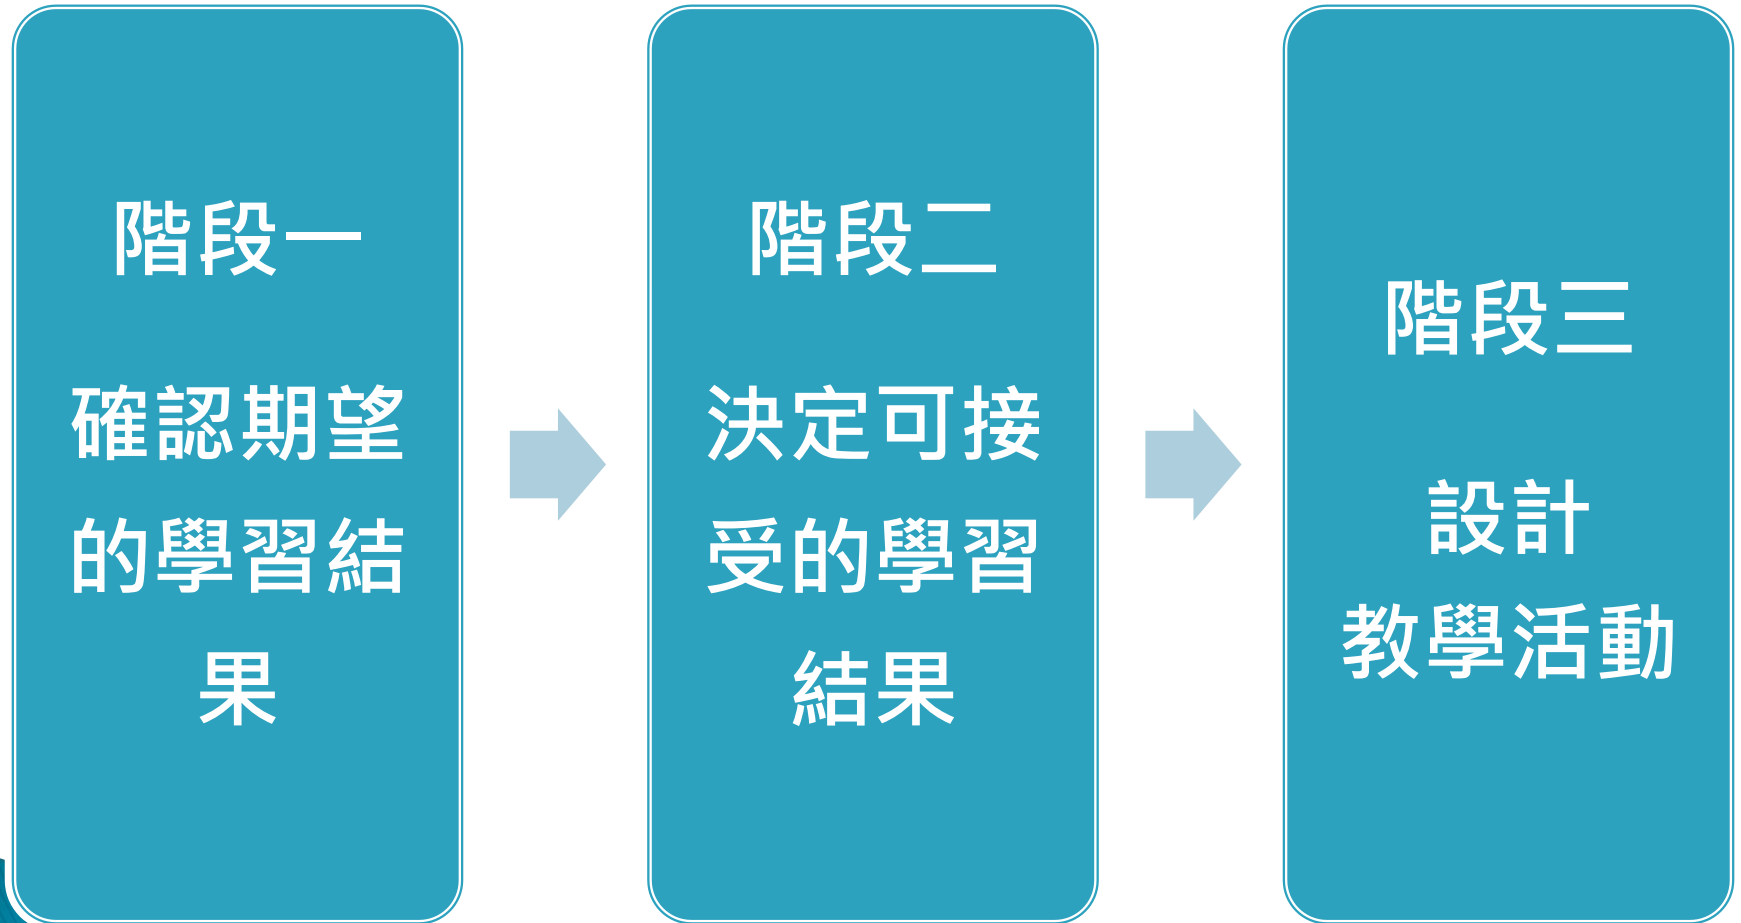 階段一
確認期望
的學習結
果
階段二
決定可接
受的學習
結果
階段三
設計
教學活動